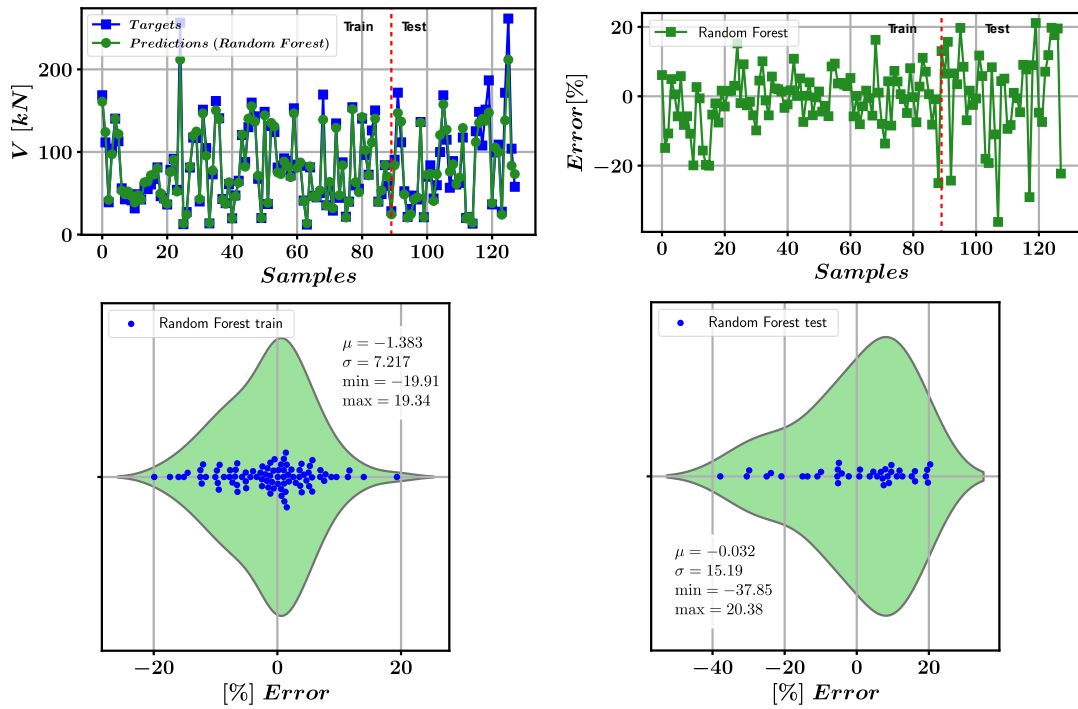 Targets
Predictions (Random Forest)
Train
Test
V [kN]
200
100
0
0
20
40
60
80
100
120
Samples
Random Forest
Train
Test
Error[%]
20
0
−20
0
20
40
60
80
100
120
Samples
Random Forest train
μ = −1.383
σ = 7.217
min = −19.91
max = 19.34
−20
0
20
[%] Error
Random Forest test
μ = −0.032
σ = 15.19
min = −37.85
max = 20.38
−40
−20
0
20
[%] Error